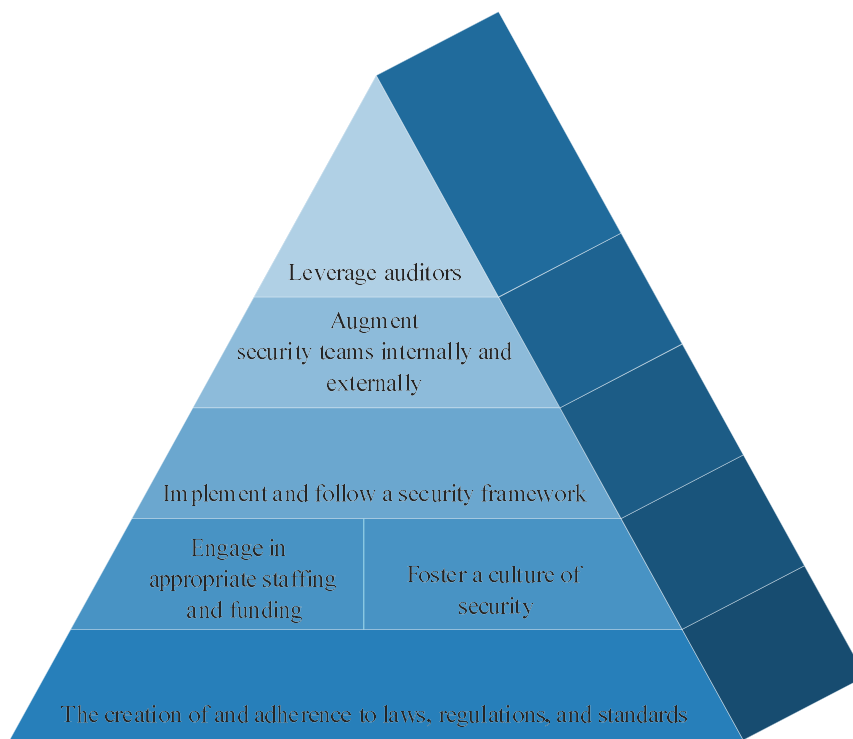 Leverage auditors
Augment
security teams internally and
externally
Implement and follow a security framework
Engage in
appropriate staffing
and funding
Foster a culture of
security
The creation of and adherence to laws, regulations, and standards